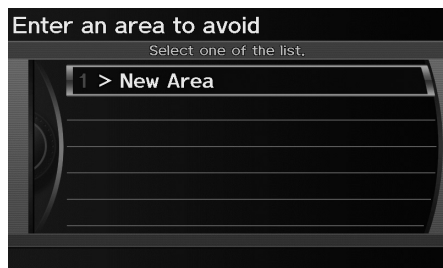 Enter an area to avoid
Select one of the list.
1 > New Area